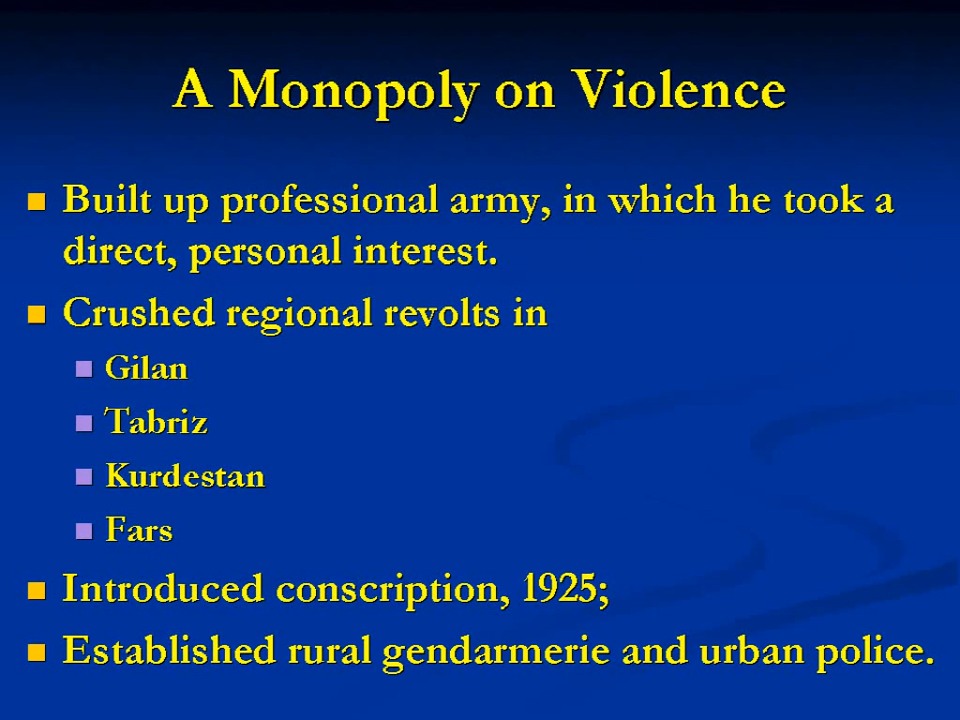 A Monopoly on Violence
Built up professional army, in which he took a
direct, personal interest.
Crushed regional revolts in
Gilan
Tabriz
Kurdestan
Fars
Introduced conscription, 1925;
Established rural gendarmerie and urban police.